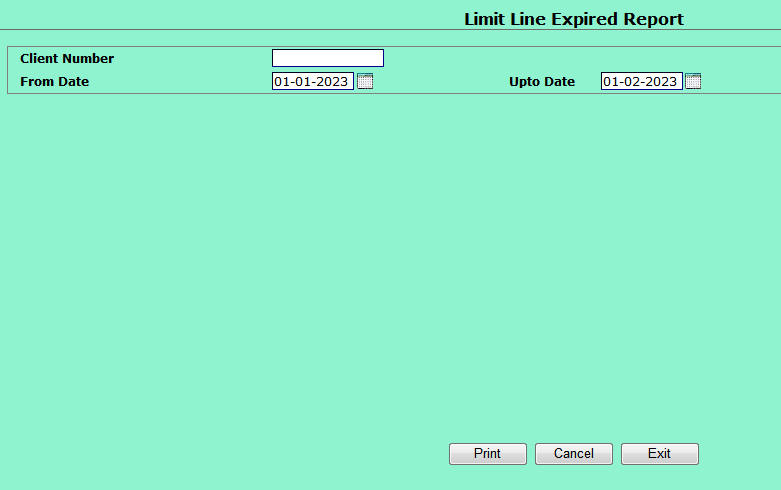 Limit Line Expired Report
Client Number
From Date 01-01-2023 Upto Date 01-02-2023
Print Cancel Exit